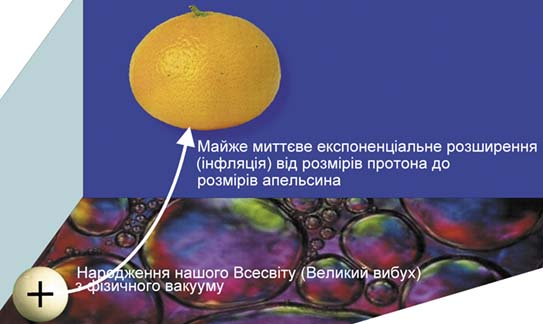 Майже миттєве експоненціальне розширення
(інфляція) від розмірів протона до
розмірів апельсина
Народження нашого Всесвіту (Великий вибух)
з фізичного вакууму
+